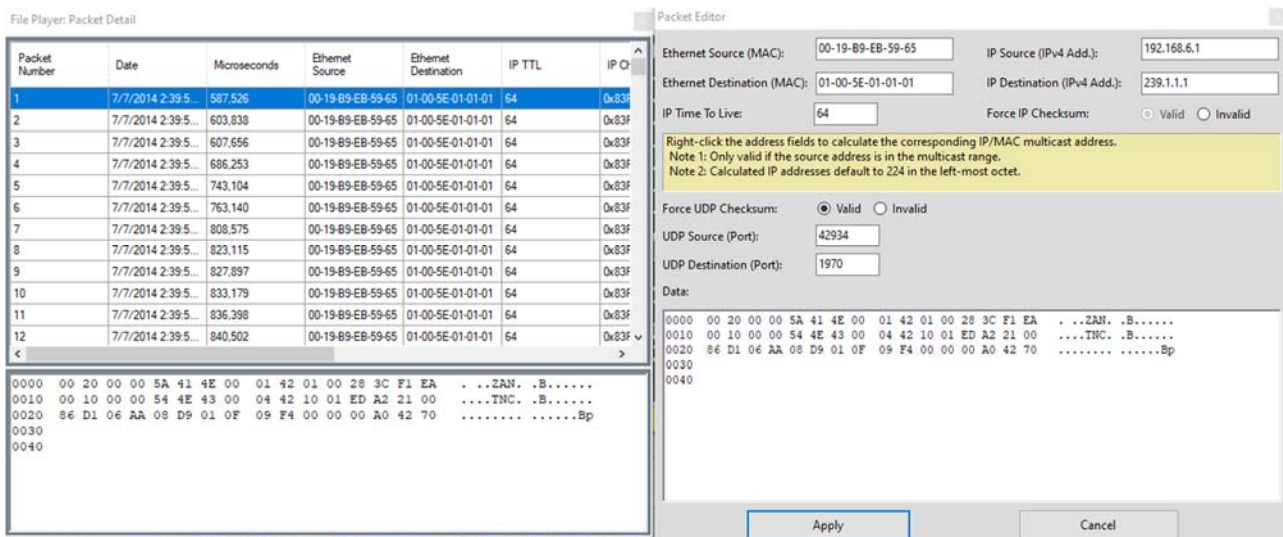 File Player: Packet Detail
Packet Number Date Microseconds Ethernet Source Ethernet Destination IP TTL IP Ch
1 7/7/2014 2:39:5... 587,526 00-19-B9-EB-59-65 01-00-5E-01-01-01 64 0x83F
2 7/7/2014 2:39:5... 603,838 00-19-B9-EB-59-65 01-00-5E-01-01-01 64 0x83F
3 7/7/2014 2:39:5... 607,656 00-19-B9-EB-59-65 01-00-5E-01-01-01 64 0x83F
4 7/7/2014 2:39:5... 686,253 00-19-B9-EB-59-65 01-00-5E-01-01-01 64 0x83F
5 7/7/2014 2:39:5... 743,104 00-19-B9-EB-59-65 01-00-5E-01-01-01 64 0x83F
6 7/7/2014 2:39:5... 763,140 00-19-B9-EB-59-65 01-00-5E-01-01-01 64 0x83F
7 7/7/2014 2:39:5... 808,575 00-19-B9-EB-59-65 01-00-5E-01-01-01 64 0x83F
8 7/7/2014 2:39:5... 823,115 00-19-B9-EB-59-65 01-00-5E-01-01-01 64 0x83F
9 7/7/2014 2:39:5... 827,897 00-19-B9-EB-59-65 01-00-5E-01-01-01 64 0x83F
10 7/7/2014 2:39:5... 833,179 00-19-B9-EB-59-65 01-00-5E-01-01-01 64 0x83F
11 7/7/2014 2:39:5... 836,398 00-19-B9-EB-59-65 01-00-5E-01-01-01 64 0x83F
12 7/7/2014 2:39:5... 840,502 00-19-B9-EB-59-65 01-00-5E-01-01-01 64 0x83F
0000 00 20 00 00 5A 41 4E 00 01 42 01 00 28 3C F1 EA . ..ZAN. .B......
0010 00 10 00 00 54 4E 43 00 04 42 10 01 ED A2 21 00 ....TNC. .B......
0020 86 D1 06 AA 08 D9 01 0F 09 F4 00 00 00 A0 42 70 ........ ......Bp
0030
0040
Packet Editor
Ethernet Source (MAC): 00-19-B9-EB-59-65 IP Source (IPv4 Add.): 192.168.6.1
Ethernet Destination (MAC): 01-00-5E-01-01-01 IP Destination (IPv4 Add.): 239.1.1.1
IP Time To Live: 64 Force IP Checksum: Valid Invalid
Right-click the address fields to calculate the corresponding IP/MAC multicast address.
Note 1: Only valid if the source address is in the multicast range.
Note 2: Calculated IP addresses default to 224 in the left-most octet.
Force UDP Checksum: Valid Invalid
UDP Source (Port): 42934
UDP Destination (Port): 1970
Data:
0000 00 20 00 00 5A 41 4E 00 01 42 01 00 28 3C F1 EA . ..ZAN. .B......
0010 00 10 00 00 54 4E 43 00 04 42 10 01 ED A2 21 00 ....TNC. .B......
0020 86 D1 06 AA 08 D9 01 0F 09 F4 00 00 00 A0 42 70 ........ ......Bp
0030
0040
Apply Cancel